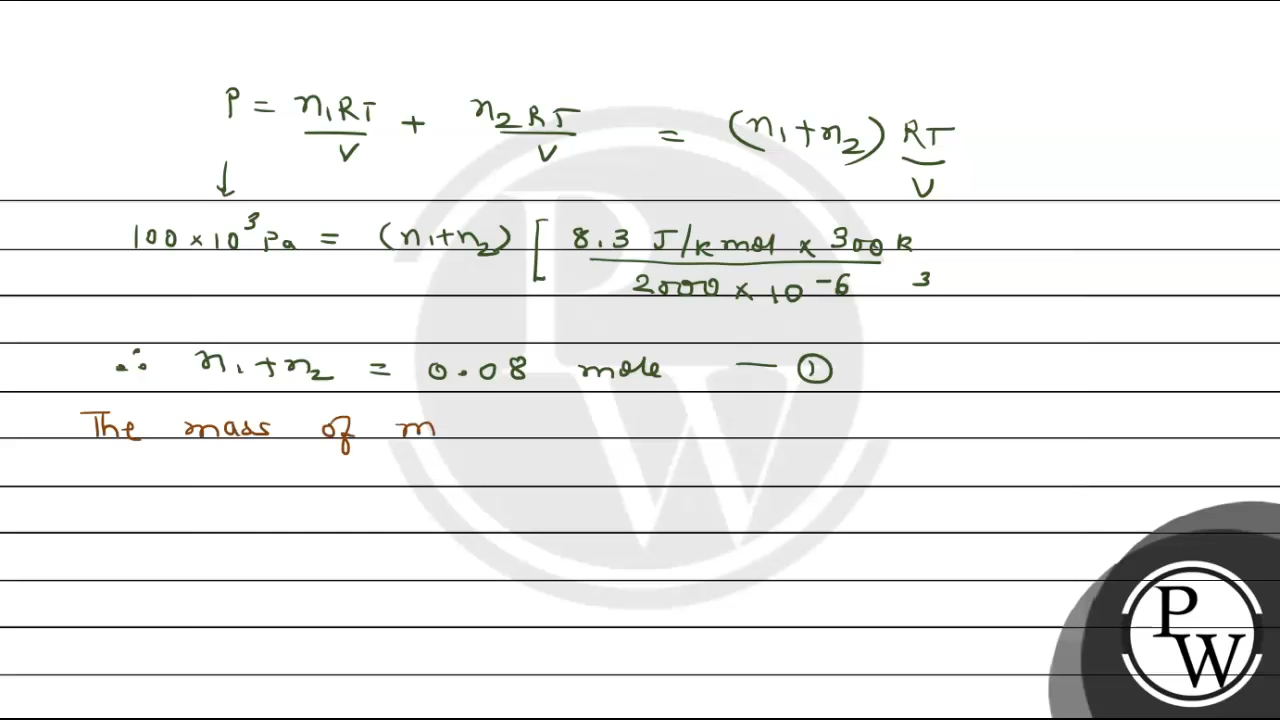 P = n₁RT/V + n₂RT/V = (n₁+n₂) RT/V
↓
100 × 10³ Pa = (n₁+n₂) [ 8.3 J/k mol × 300 k / 2000 × 10⁻⁶ 3
∴ n₁+n₂ = 0.08 mole — ①
The mass of m
P
W